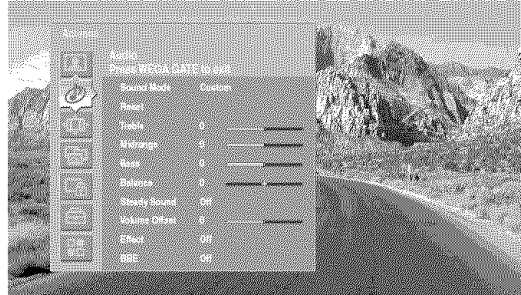 Settings
Audio
Press WEGA GATE to exit
Sound Mode Custom
Reset
Treble 0
Midrange 0
Bass 0
Balance 0
Steady Sound Off
Volume Offset 0
Effect Off
BBE Off